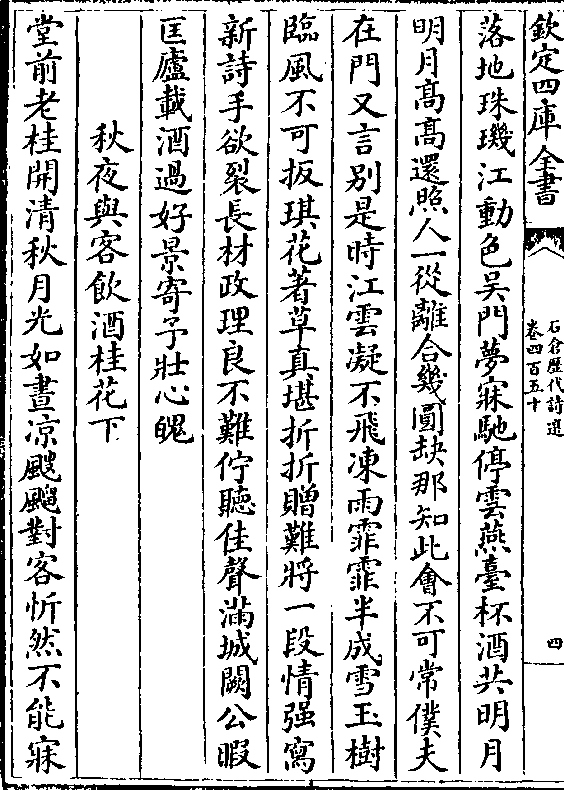 欽定四庫全書
石倉歴代詩選
卷四百五十
四
落地珠璣江動色吳門夢寐馳停雲燕臺杯酒共明月
明月髙髙還照人一從離合幾圓缺那知此會不可常僕夫
在門又言別是時江雲凝不飛凍雨霏霏半成雪玉樹
臨風不可扳琪花著草真堪折折贈難將一段情强寫
新詩手欲裂長材政理良不難佇聽佳聲滿城闕公暇
匡廬載酒過好景寄予壯心魄
秋夜與客飲酒桂花下
堂前老桂開清秋月光如晝凉颼飀對客忻然不能寐